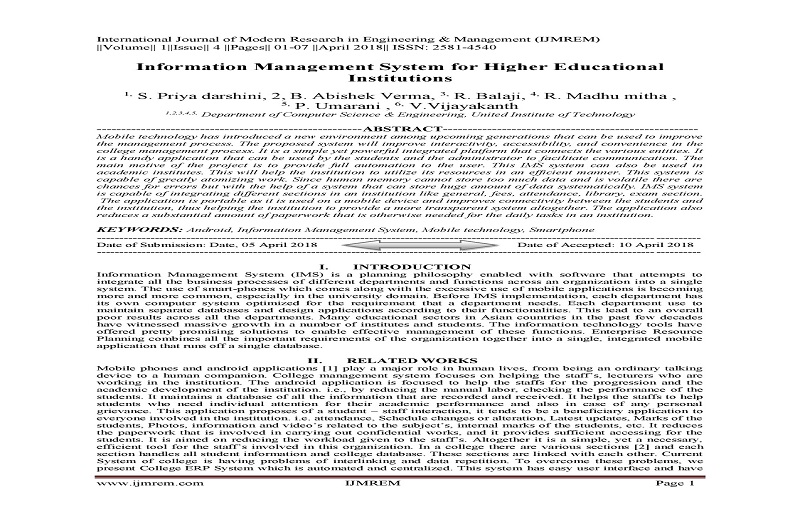 International Journal of Modern Research in Engineering & Management (IJMREM)
||Volume|| 1||Issue|| 4 ||Pages|| 01-07 ||April 2018|| ISSN: 2581-4540
Information Management System for Higher Educational
Institutions
1, S. Priya darshini, 2, B. Abishek Verma, 3, R. Balaji, 4, R. Madhu mitha ,
5, P. Umarani , 6, V.Vijayakanth
1,2,3,4,5, Department of Computer Science & Engineering, United Institute of Technology
----------------------------------------------------ABSTRACT----------------------------------------------------
Mobile technology has introduced a new environment among upcoming generations that can be used to improve
the management process. The proposed system will improve interactivity, accessibility, and convenience in the
college management process. It is a simple yet powerful integrated platform that connects the various entities. It
is a handy application that can be used by the students and the administrator to facilitate communication. The
main motive of the project is to provide full automation to the user. This IMS system can also be used in
academic institutes. This will help the institution to utilize its resources in an efficient manner. This system is
capable of greatly atomizing work. Since human memory cannot store too much data and is volatile there are
chances for errors but with the help of a system that can store huge amount of data systematically. IMS system
is capable of integrating different sections in an institution like general, fees, attendance, library, exam section.
The application is portable as it is used on a mobile device and improves connectivity between the students and
the institution, thus helping the institution to provide a more transparent system altogether. The application also
reduces a substantial amount of paperwork that is otherwise needed for the daily tasks in an institution.
KEYWORDS: Android, Information Management System, Mobile technology, Smartphone
Date of Submission: Date, 05 April 2018 Date of Accepted: 10 April 2018
I. INTRODUCTION
Information Management System (IMS) is a planning philosophy enabled with software that attempts to
integrate all the business processes of different departments and functions across an organization into a single
system. The use of smart-phones which comes along with the excessive use of mobile applications is becoming
more and more common, especially in the university domain. Before IMS implementation, each department has
its own computer system optimized for the requirement that a department needs. Each department use to
maintain separate databases and design applications according to their functionalities. This lead to an overall
poor results across all the departments. Many educational sectors in Asian countries in the past few decades
have witnessed massive growth in a number of institutes and students. The information technology tools have
offered pretty promising solutions to enable effective management of these functions. Enterprise Resource
Planning combines all the important requirements of the organization together into a single, integrated mobile
application that runs off a single database.
II. RELATED WORKS
Mobile phones and android applications [1] play a major role in human lives, from being an ordinary talking
device to a human companion. College management system focuses on helping the staff's, lecturers who are
working in the institution. The android application is focused to help the staffs for the progression and the
academic development of the institution. i.e., by reducing the manual labor, checking the performance of the
students. It maintains a database of all the information that are recorded and received. It helps the staffs to help
students who need individual attention for their academic performance and also in case of any personal
grievance. This application proposes of a student – staff interaction, it tends to be a beneficiary application to
everyone involved in the institution. i.e, attendance, Schedule changes or alteration, Latest updates, Marks of the
students, Photos, information and video's related to the subject's, internal marks of the students, etc. It reduces
the paperwork that is involved in carrying out confidential works, and it provides sufficient accessing for the
students. It is aimed on reducing the workload given to the staff's. Altogether it is a simple, yet a necessary,
efficient tool for the staff's involved in this organization. In a college there are various sections [2] and each
section handles all student information and college database. These sections are linked with each other. Current
System of college is having problems of interlinking and data repetition. To overcome these problems, we
present College ERP System which is automated and centralized. This system has easy user interface and have
www.ijmrem.com IJMREM Page 1